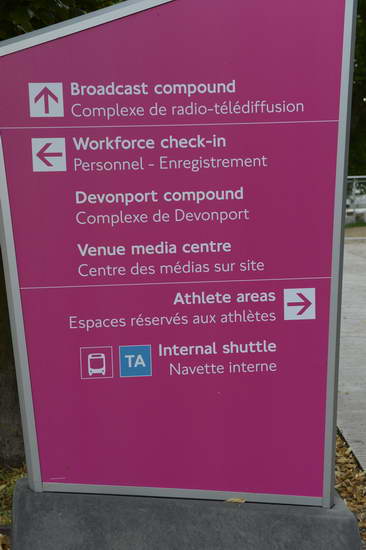 Broadcast compound
Complexe de radio-télédiffusion
Workforce check-in
Personnel - Enregistrement
Devonport compound
Complexe de Devonport
Venue media centre
Centre des médias sur site
Athlete areas
Espaces réservés aux athlètes
TA Internal shuttle
Navette interne